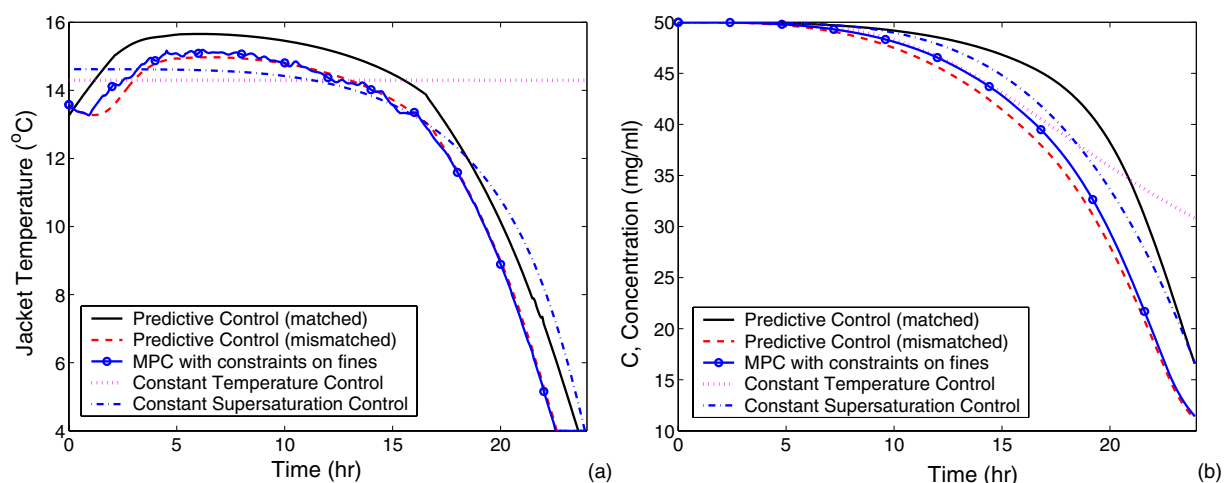 16
14
12
10
8
6
4
0
5
10
15
20
Jacket Temperature (°C)
Time (hr)
(a)
Predictive Control (matched)
Predictive Control (mismatched)
MPC with constraints on fines
Constant Temperature Control
Constant Supersaturation Control
50
45
40
35
30
25
20
15
10
0
5
10
15
20
C, Concentration (mg/ml)
Time (hr)
(b)
Predictive Control (matched)
Predictive Control (mismatched)
MPC with constraints on fines
Constant Temperature Control
Constant Supersaturation Control